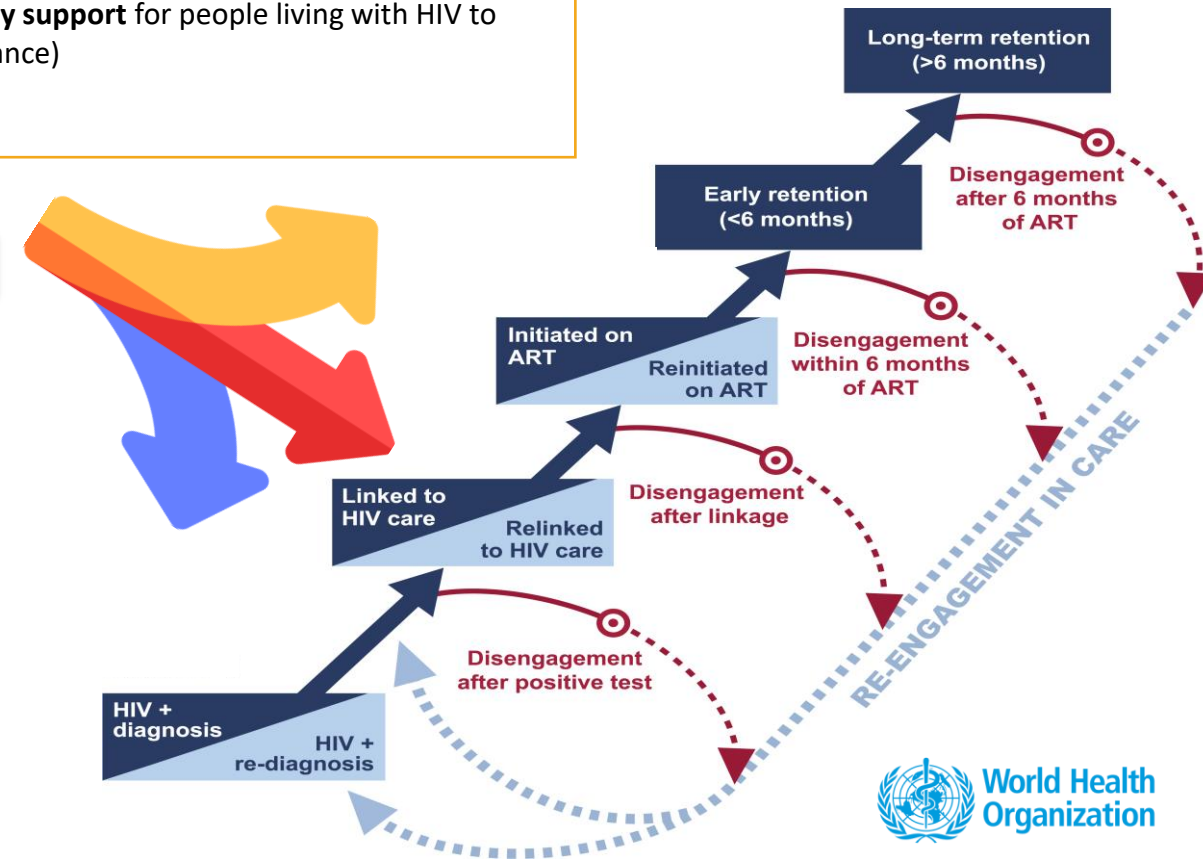 y support for people living with HIV to
ance)
Long-term retention
(>6 months)
Disengagement
after 6 months
of ART
Early retention
(<6 months)
Disengagement
within 6 months
of ART
Initiated on
ART
Reinitiated
on ART
Disengagement
after linkage
Linked to
HIV care
Relinked
to HIV care
Disengagement
after positive test
HIV +
diagnosis
HIV +
re-diagnosis
RE-ENGAGEMENT IN CARE
World Health
Organization